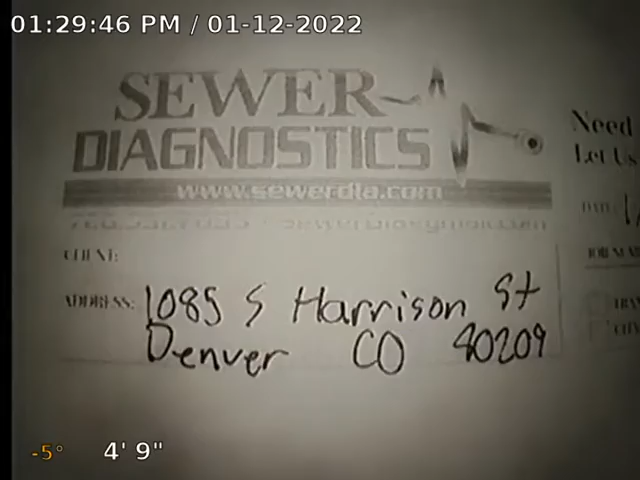 01:29:46 PM / 01-12-2022
SEWER
DIAGNOSTICS
www.sewerdia.com
Need
Let Us
CLIENT:
DATE:
ADDRESS: 1085 S Harrison St
Denver CO 80209
-5° 4' 9"